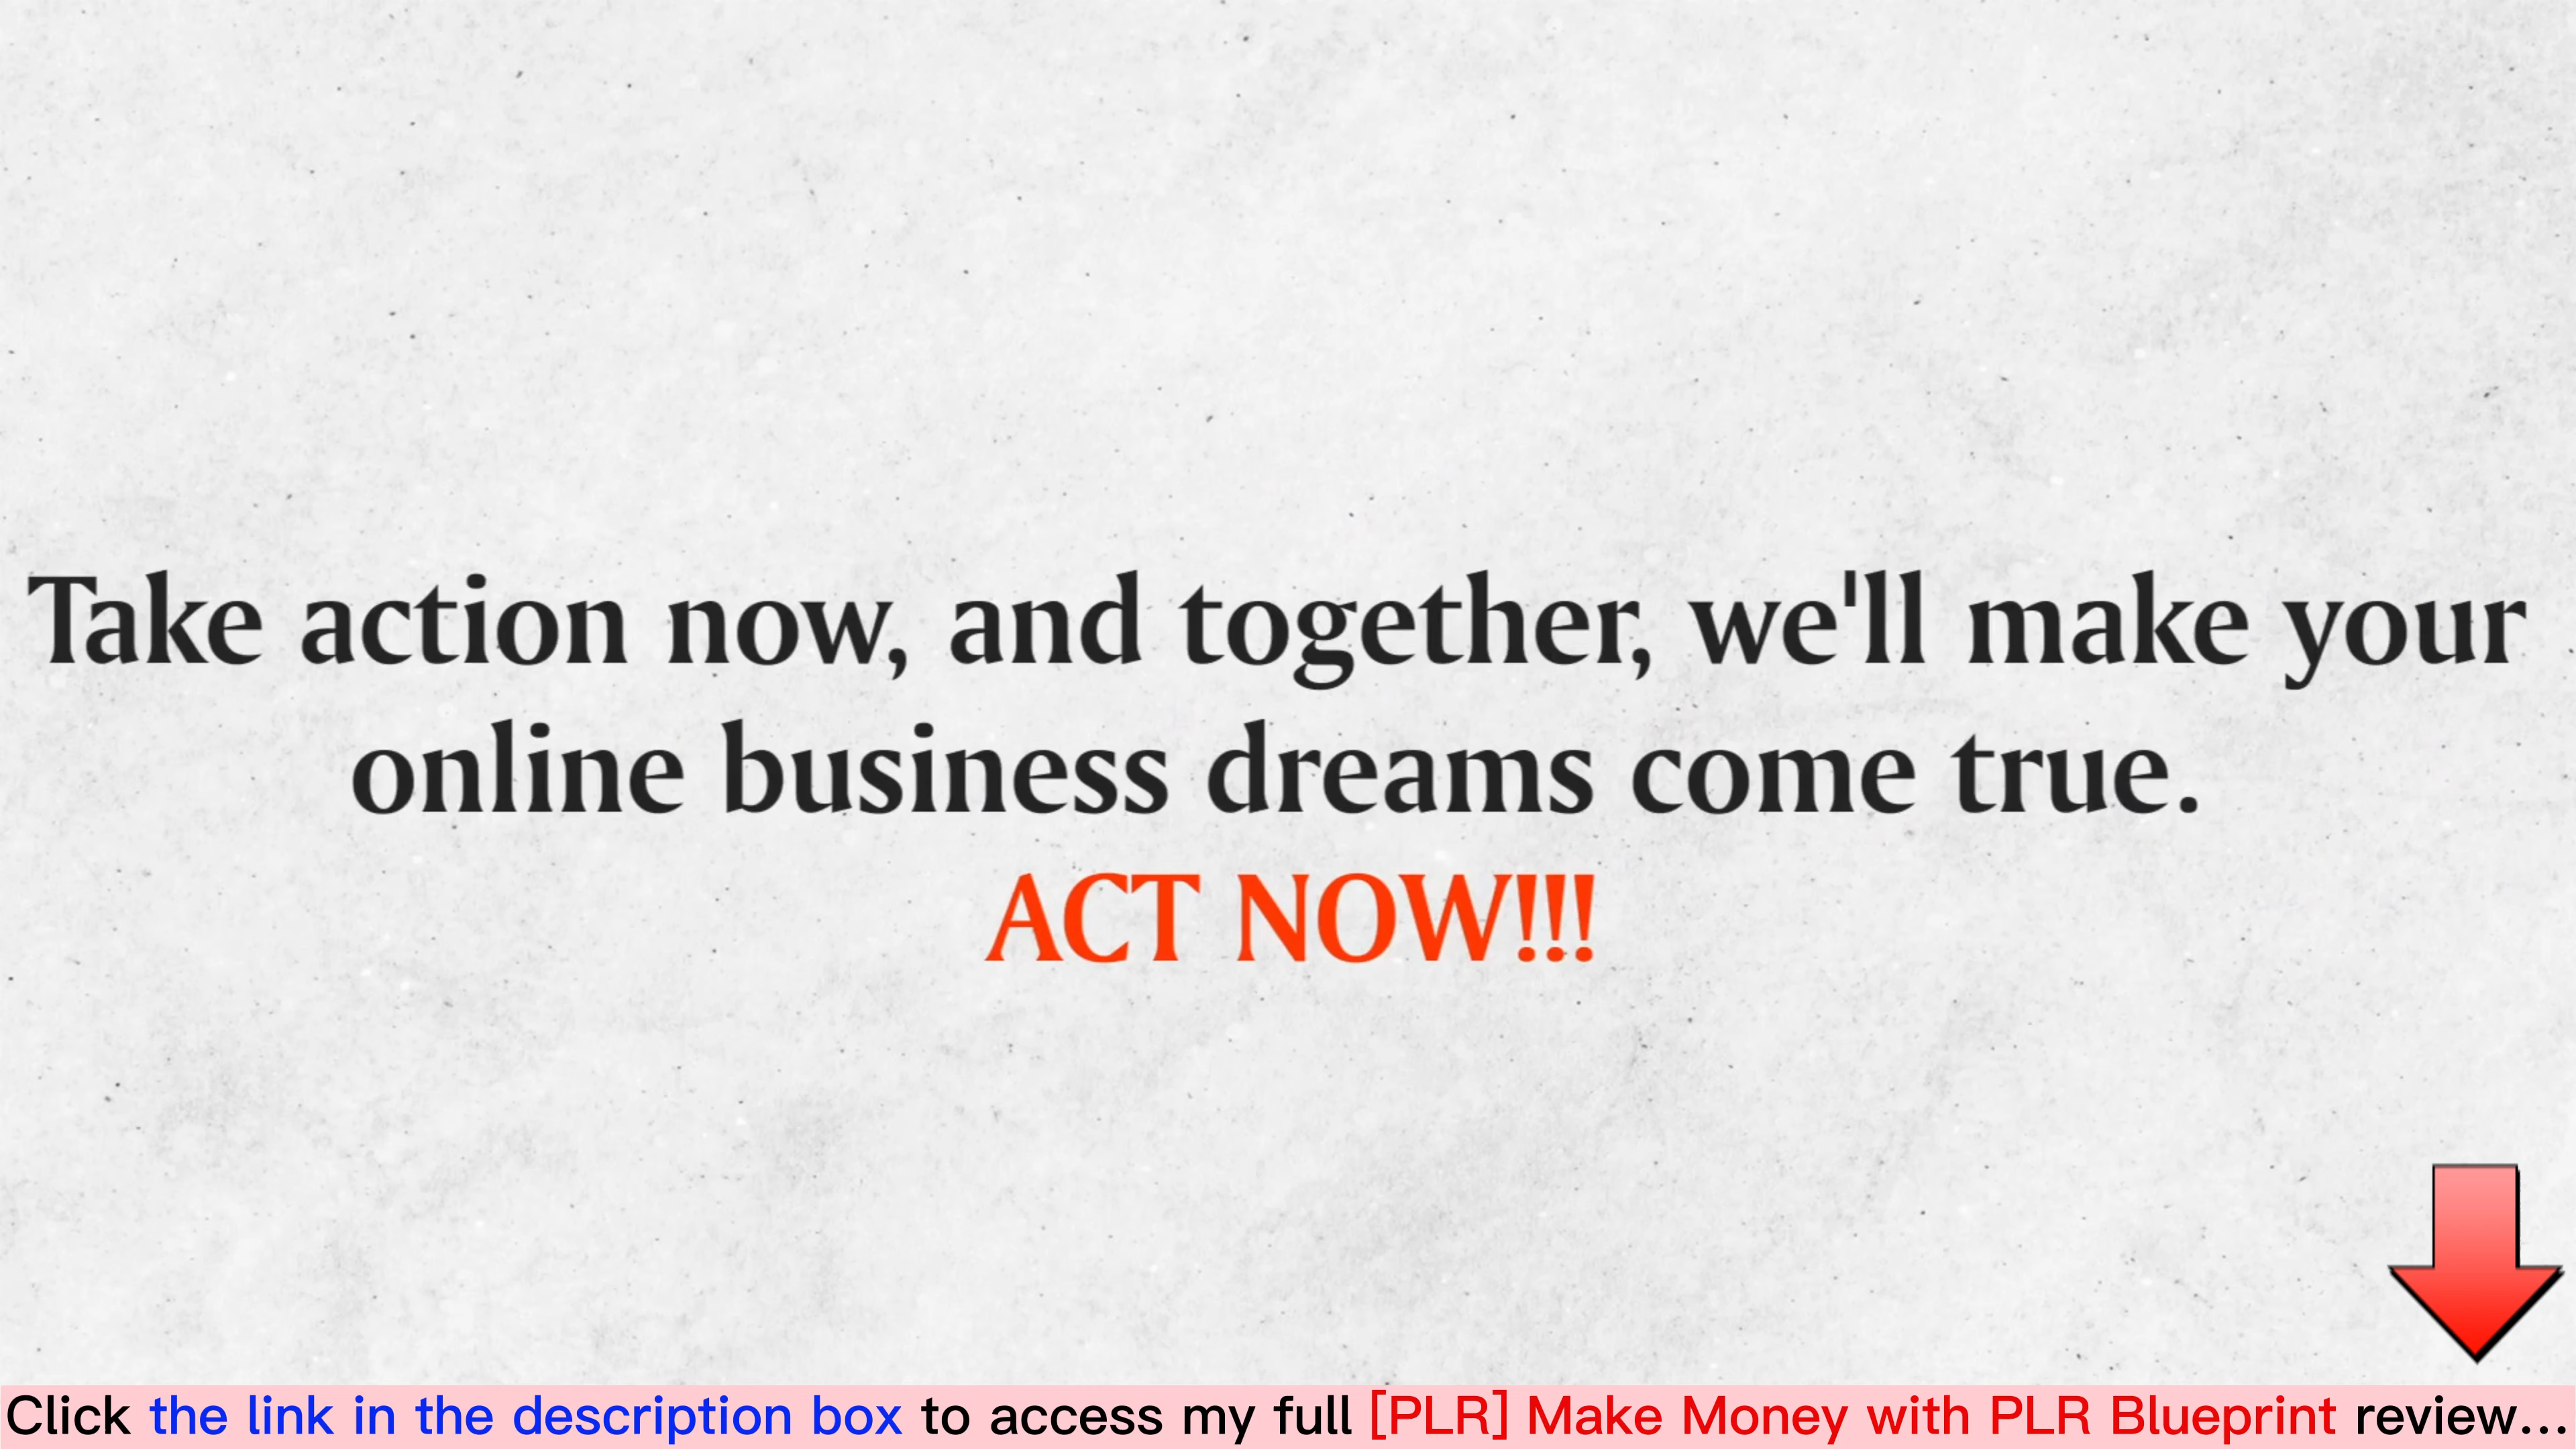 Take action now, and together, we'll make your
online business dreams come true.
ACT NOW!!!
Click the link in the description box to access my full [PLR] Make Money with PLR Blueprint review...